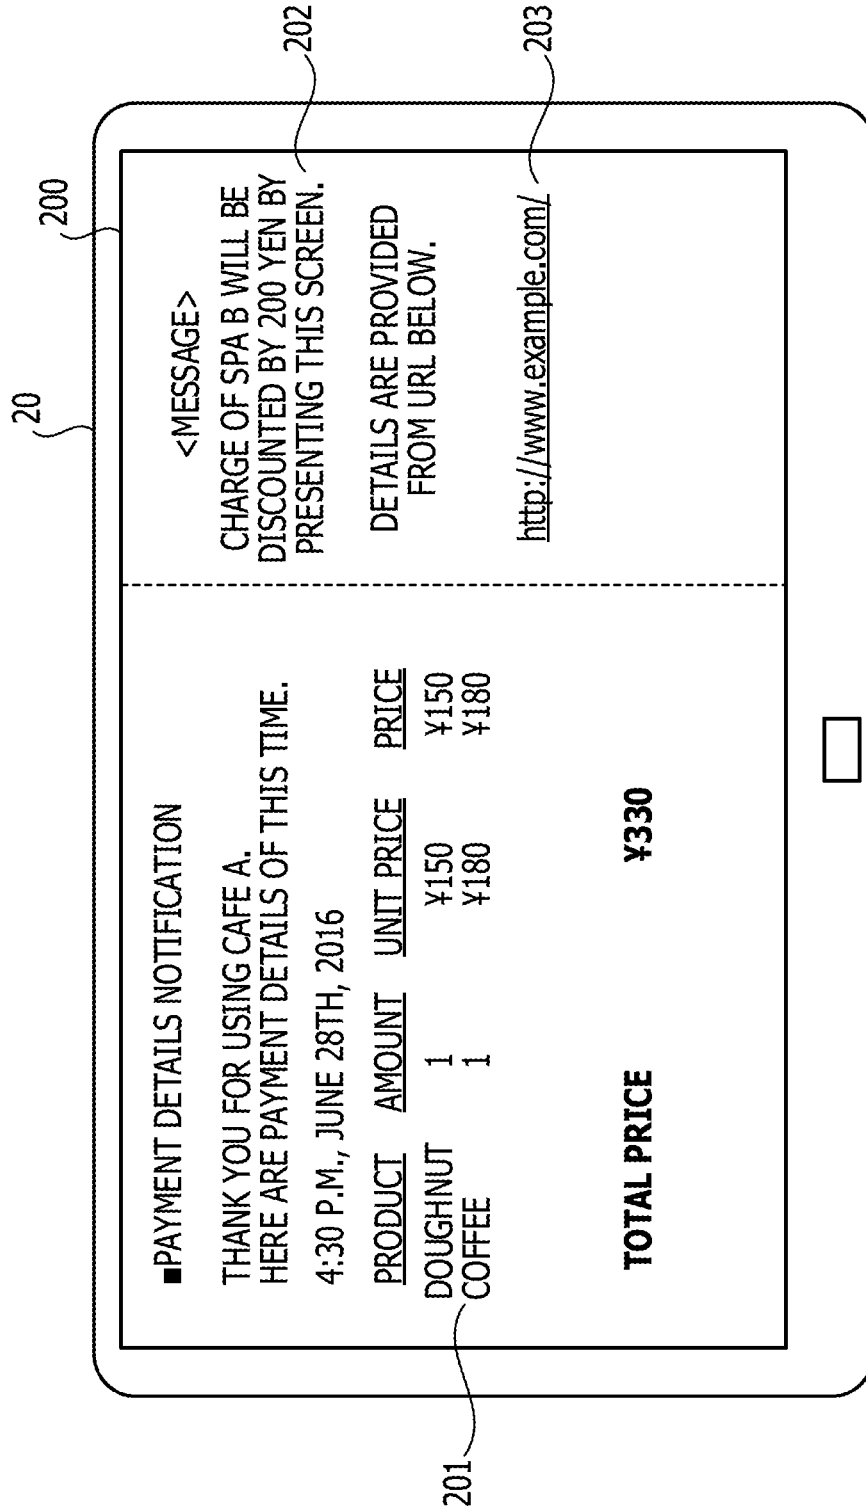 20
200
■PAYMENT DETAILS NOTIFICATION
THANK YOU FOR USING CAFE A.
HERE ARE PAYMENT DETAILS OF THIS TIME.
4:30 P.M., JUNE 28TH, 2016
PRODUCT AMOUNT UNIT PRICE PRICE
DOUGHNUT 1 ¥150 ¥150
COFFEE 1 ¥180 ¥180
TOTAL PRICE ¥330
201
<MESSAGE>
CHARGE OF SPA B WILL BE
DISCOUNTED BY 200 YEN BY
PRESENTING THIS SCREEN.
202
DETAILS ARE PROVIDED
FROM URL BELOW.
http://www.example.com/
203